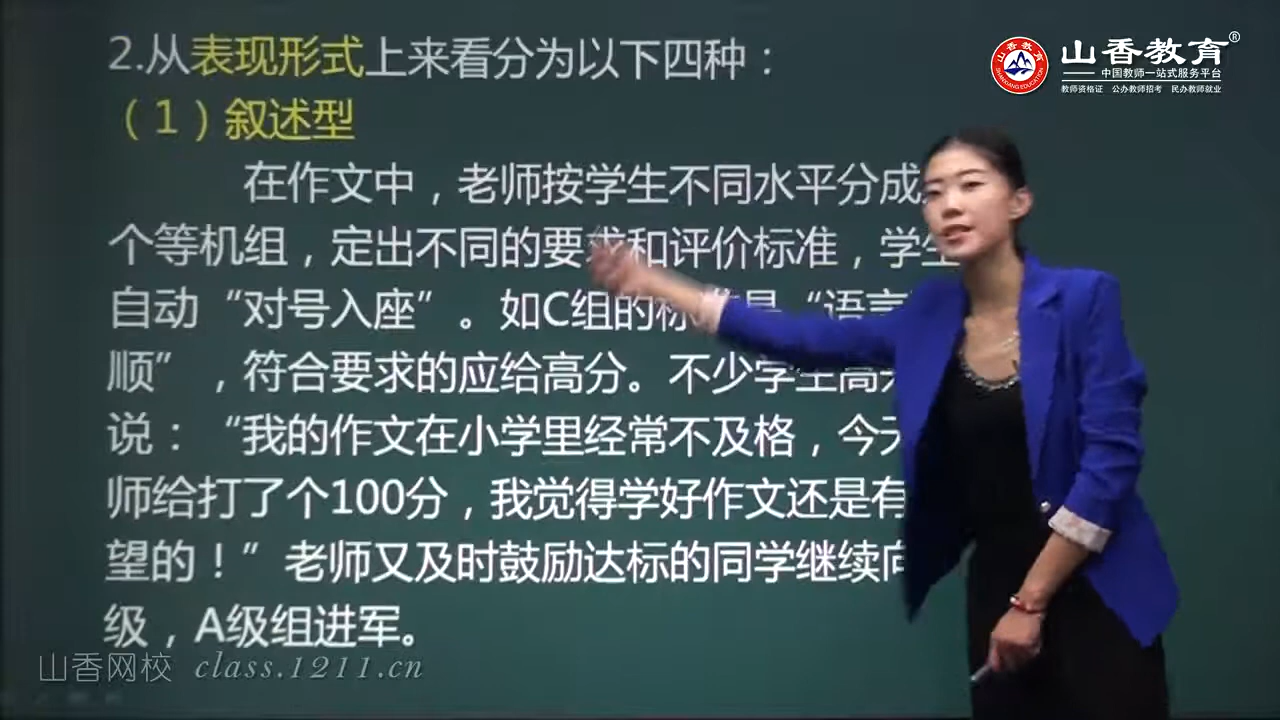 2.从表现形式上来看分为以下四种：
（1）叙述型
在作文中，老师按学生不同水平分成
个等机组，定出不同的要求和评价标准，学生
自动“对号入座”。如C组的标 是“语言
顺”，符合要求的应给高分。不少学生高
说：“我的作文在小学里经常不及格，今
师给打了个100分，我觉得学好作文还是有
望的！”老师又及时鼓励达标的同学继续向
级，A级组进军。
山香网校 class.1211.cn
山香教育®
中国教师一站式服务平台
教师资格证 公办教师招考 民办教师就业
SHANXIANG EDUCATION